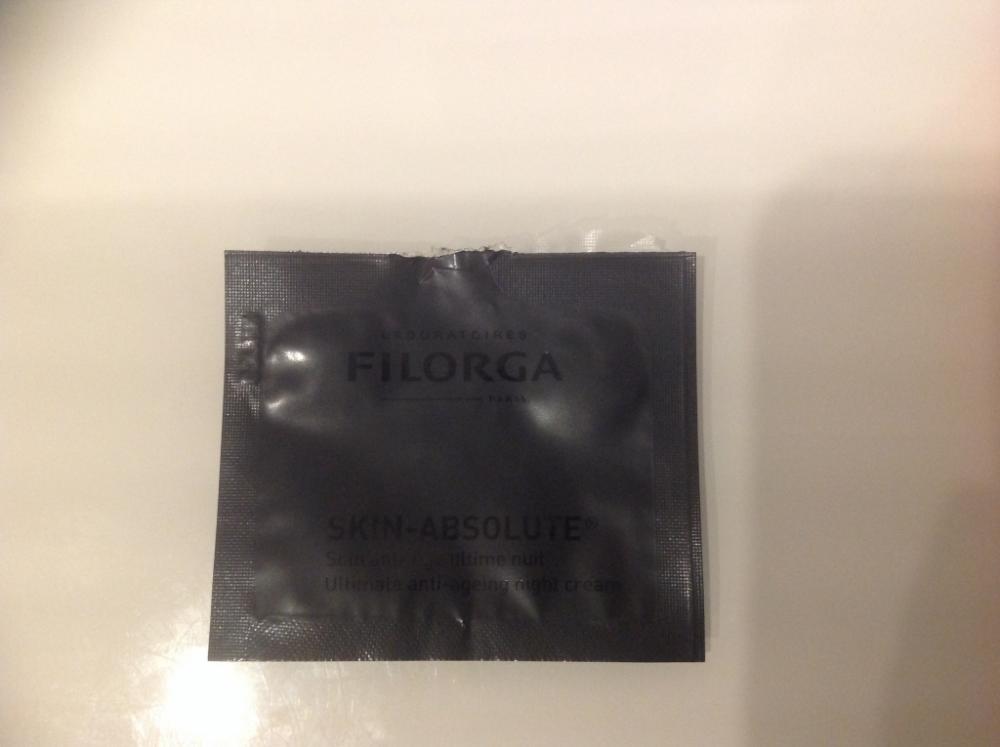 LABORATOIRES
FILORGA
PARIS
SKIN-ABSOLUTE®
Soin ultime nuit
Ultimate anti-ageing night cream